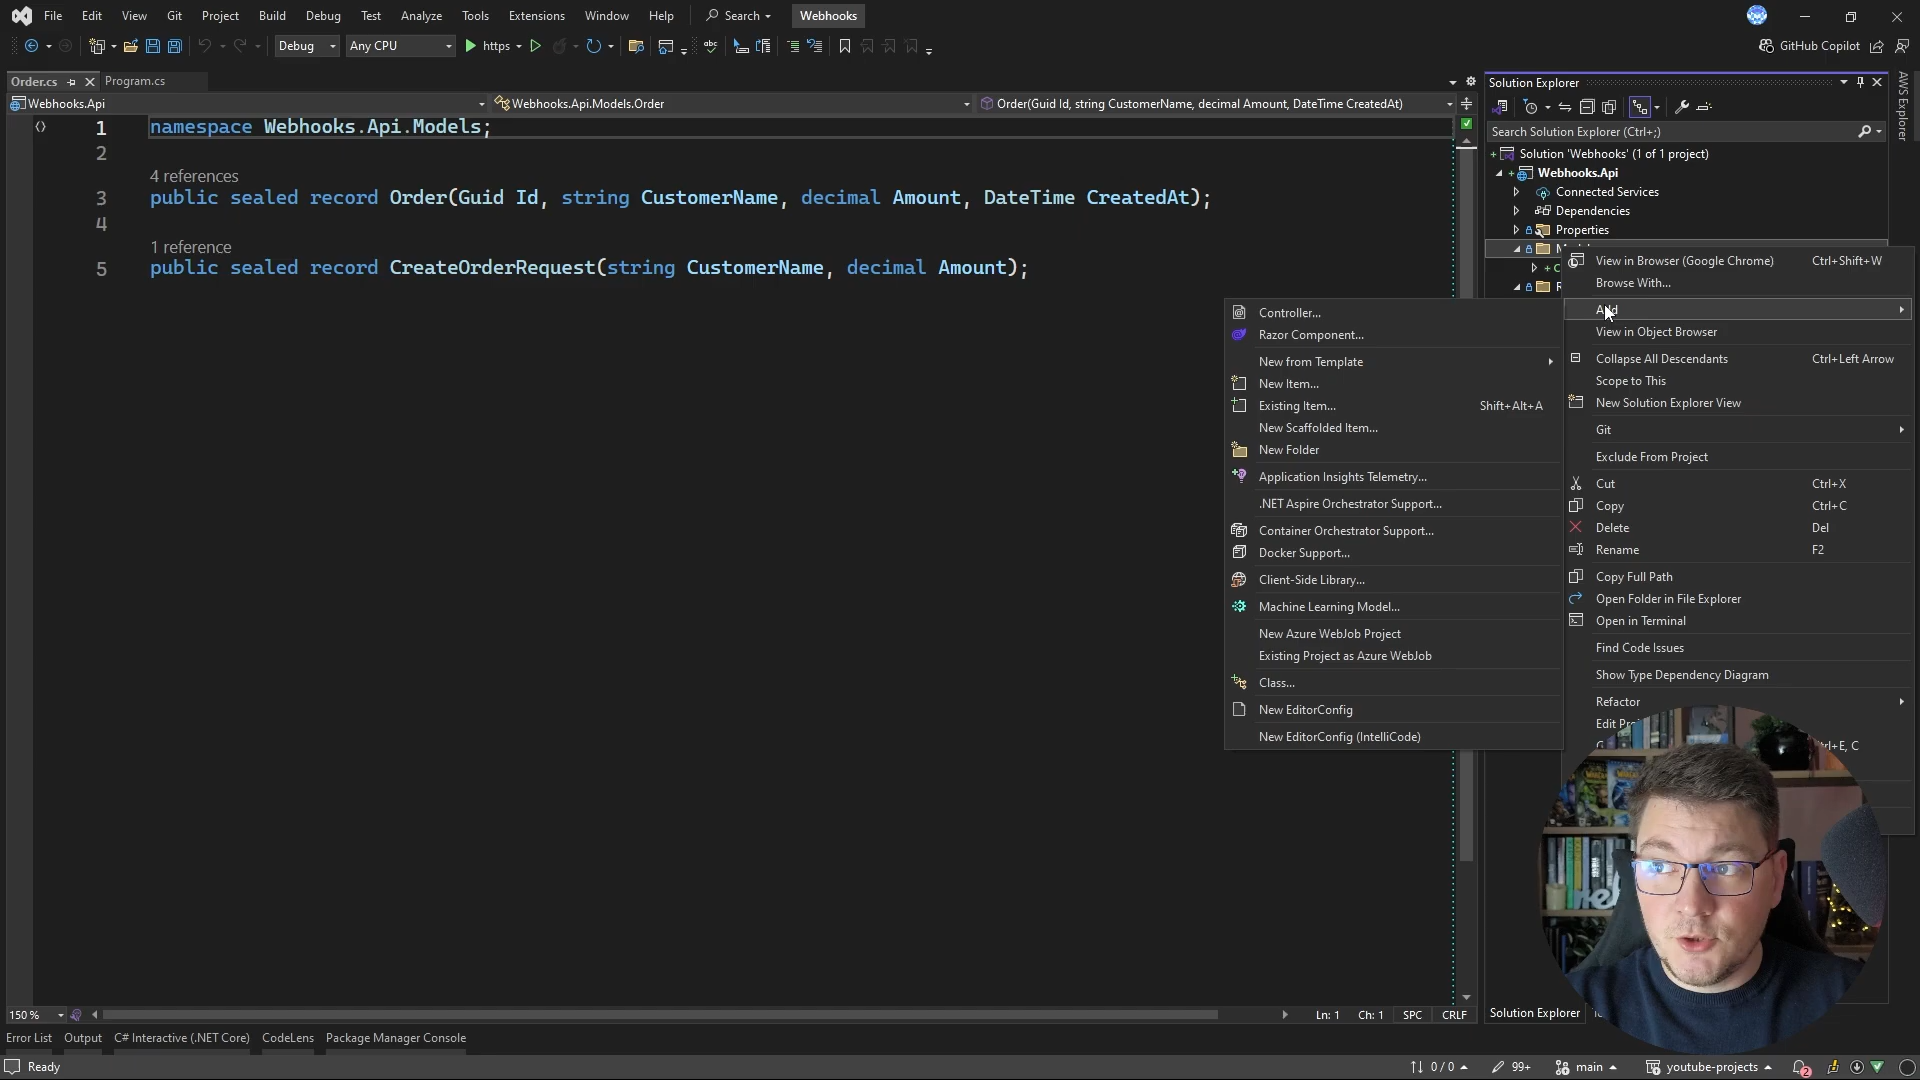 File Edit View Git Project Build Debug Test Analyze Tools Extensions Window Help Search Webhooks
Debug Any CPU https GitHub Copilot
Order.cs Program.cs
Webhooks.Api Webhooks.Api.Models.Order Order(Guid Id, string CustomerName, decimal Amount, DateTime CreatedAt)
1 namespace Webhooks.Api.Models;
2
4 references
3 public sealed record Order(Guid Id, string CustomerName, decimal Amount, DateTime CreatedAt);
4
1 reference
5 public sealed record CreateOrderRequest(string CustomerName, decimal Amount);
Solution Explorer
AWS Explorer
Search Solution Explorer (Ctrl+;)
Solution 'Webhooks' (1 of 1 project)
Webhooks.Api
Connected Services
Dependencies
Properties
View in Browser (Google Chrome) Ctrl+Shift+W
Browse With...
Add
View in Object Browser
Collapse All Descendants Ctrl+Left Arrow
Scope to This
New Solution Explorer View
Git
Exclude From Project
Cut Ctrl+X
Copy Ctrl+C
Delete Del
Rename F2
Copy Full Path
Open Folder in File Explorer
Open in Terminal
Find Code Issues
Show Type Dependency Diagram
Refactor
Edit
Controller...
Razor Component...
New from Template
New Item...
Existing Item... Shift+Alt+A
New Scaffolded Item...
New Folder
Application Insights Telemetry...
.NET Aspire Orchestrator Support...
Container Orchestrator Support...
Docker Support...
Client-Side Library...
Machine Learning Model...
New Azure WebJob Project
Existing Project as Azure WebJob
Class...
New EditorConfig
New EditorConfig (IntelliCode)
150 % Ln: 1 Ch: 1 SPC CRLF
Solution Explorer
Error List Output C# Interactive (.NET Core) CodeLens Package Manager Console
Ready 0 / 0 99+ main youtube-projects 2